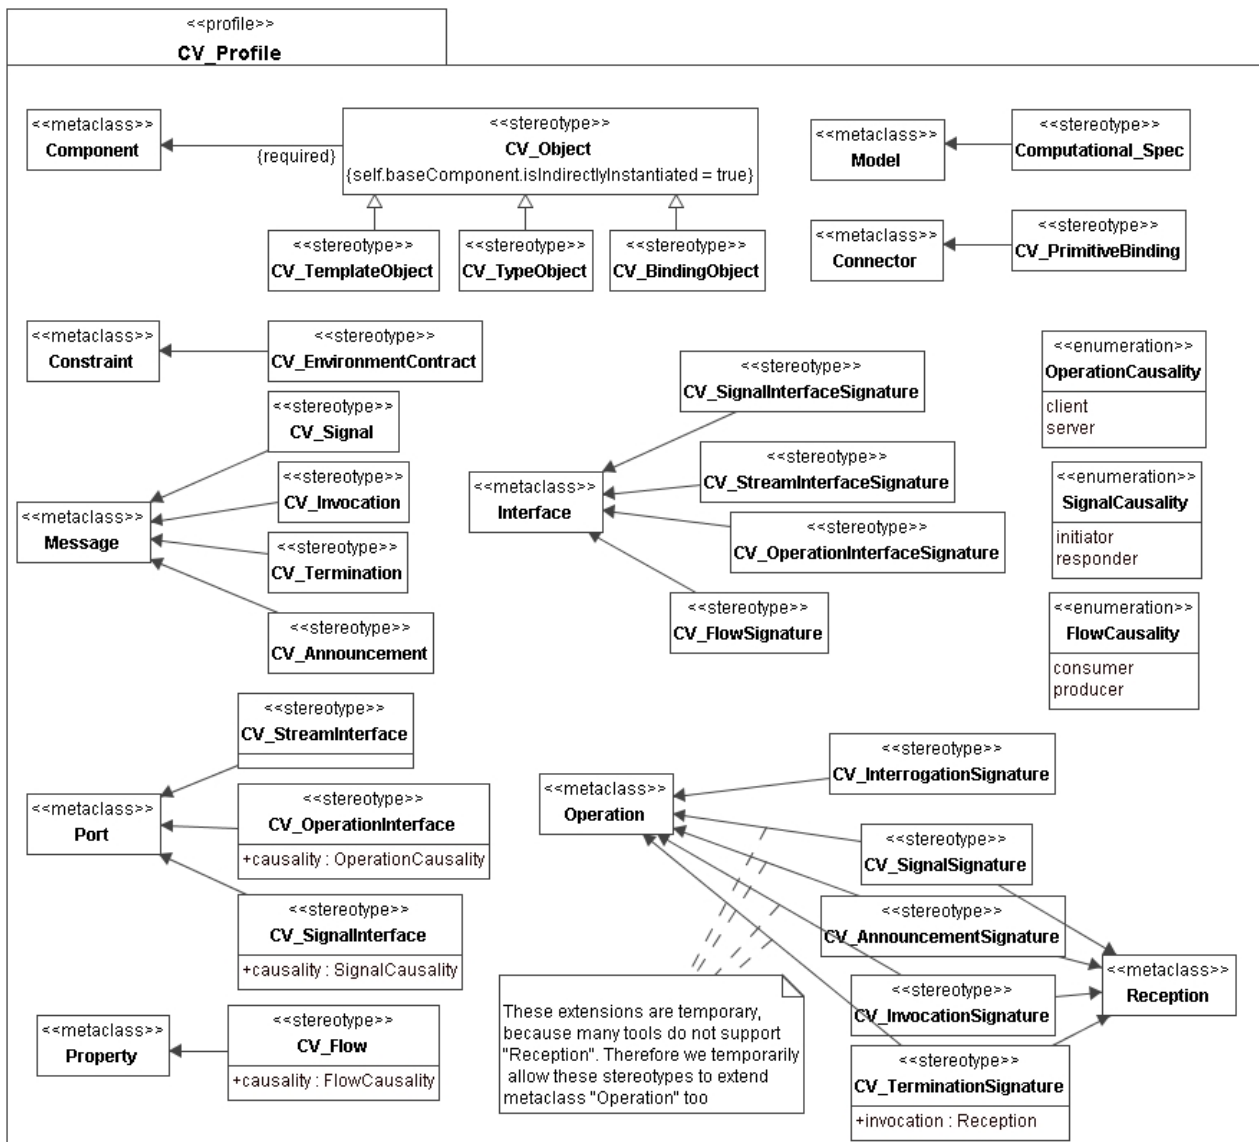 <<profile>>
CV_Profile
<<metaclass>>
Component
{required}
<<stereotype>>
CV_Object
{self.baseComponent.isIndirectlyInstantiated = true}
<<metaclass>>
Model
<<stereotype>>
Computational_Spec
<<stereotype>>
CV_TemplateObject
<<stereotype>>
CV_TypeObject
<<stereotype>>
CV_BindingObject
<<metaclass>>
Connector
<<stereotype>>
CV_PrimitiveBinding
<<metaclass>>
Constraint
<<stereotype>>
CV_EnvironmentContract
<<stereotype>>
CV_SignalInterfaceSignature
<<enumeration>>
OperationCausality
client
server
<<stereotype>>
CV_Signal
<<stereotype>>
CV_Invocation
<<metaclass>>
Message
<<stereotype>>
CV_Termination
<<stereotype>>
CV_Announcement
<<metaclass>>
Interface
<<stereotype>>
CV_StreamInterfaceSignature
<<stereotype>>
CV_OperationInterfaceSignature
<<stereotype>>
CV_FlowSignature
<<enumeration>>
SignalCausality
initiator
responder
<<enumeration>>
FlowCausality
consumer
producer
<<stereotype>>
CV_StreamInterface
<<metaclass>>
Port
<<stereotype>>
CV_OperationInterface
+causality : OperationCausality
<<stereotype>>
CV_SignalInterface
+causality : SignalCausality
<<metaclass>>
Property
<<stereotype>>
CV_Flow
+causality : FlowCausality
<<metaclass>>
Operation
<<stereotype>>
CV_InterrogationSignature
<<stereotype>>
CV_SignalSignature
<<stereotype>>
CV_AnnouncementSignature
<<metaclass>>
Reception
<<stereotype>>
CV_InvocationSignature
<<stereotype>>
CV_TerminationSignature
+invocation : Reception
These extensions are temporary,
because many tools do not support
"Reception". Therefore we temporarily
allow these stereotypes to extend
metaclass "Operation" too